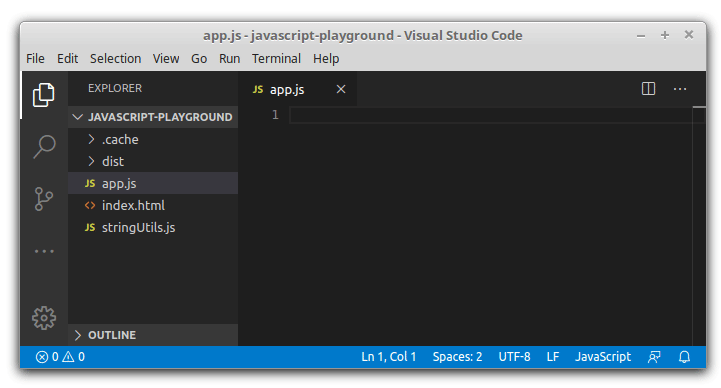 app.js - javascript-playground - Visual Studio Code
File Edit Selection View Go Run Terminal Help
EXPLORER
JAVASCRIPT-PLAYGROUND
.cache
dist
JS app.js
<> index.html
JS stringUtils.js
OUTLINE
JS app.js
1
0 0 Ln 1, Col 1 Spaces: 2 UTF-8 LF JavaScript